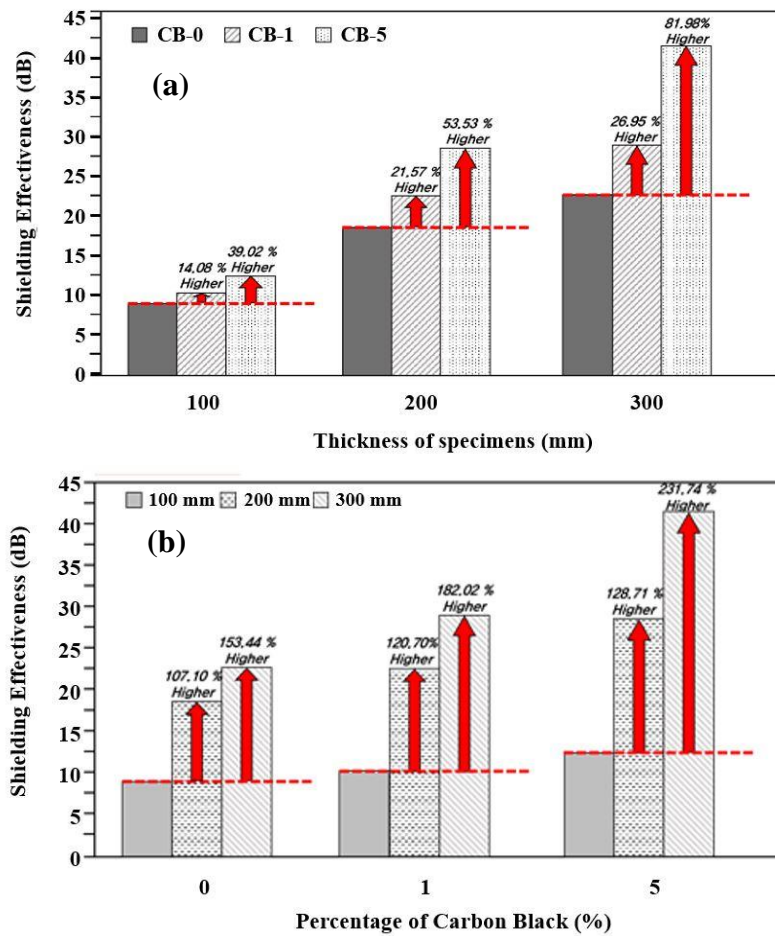 45
40
35
30
25
20
15
10
5
0
Shielding Effectiveness (dB)
CB-0 CB-1 CB-5
(a)
14,08 %
Higher
39,02 %
Higher
21,57 %
Higher
53,53 %
Higher
26,95 %
Higher
81,98%
Higher
100 200 300
Thickness of specimens (mm)
45
40
35
30
25
20
15
10
5
0
Shielding Effectiveness (dB)
100 mm 200 mm 300 mm
(b)
107,10 %
Higher
153,44 %
Higher
120,70%
Higher
182,02 %
Higher
128,71 %
Higher
231,74 %
Higher
0 1 5
Percentage of Carbon Black (%)